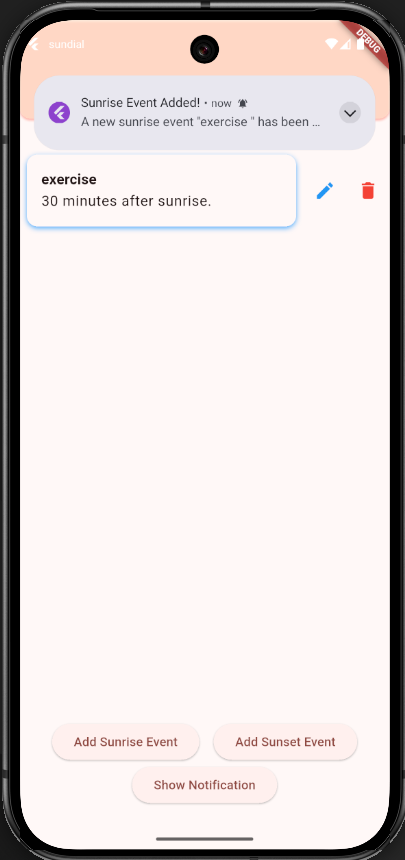 sundial
DEBUG
Sunrise Event Added! • now
A new sunrise event "exercise " has been ...
exercise
30 minutes after sunrise.
Add Sunrise Event
Add Sunset Event
Show Notification